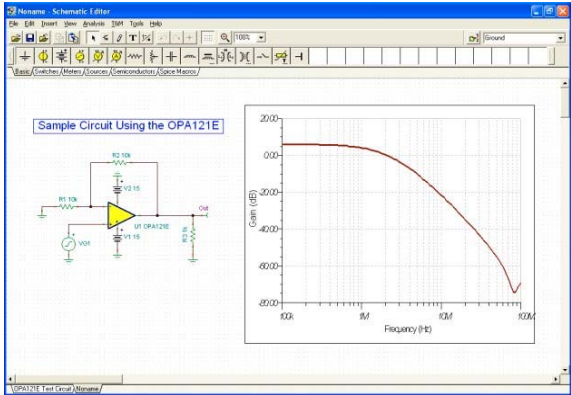 Noname - Schematic Editor
File Edit Insert View Analysis T&M Tools Help
100%
Ground
Basic Switches Meters Sources Semiconductors Spice Macros
Sample Circuit Using the OPA121E
R2 10k
V2 15
R1 10k
Out
U1 OPA121E
V1 15
R3 1k
VG1
20.00
0.00
-20.00
-40.00
-60.00
-80.00
Gain (dB)
100k 1M 10M 100M
Frequency (Hz)
OPA121E Test Circuit Noname